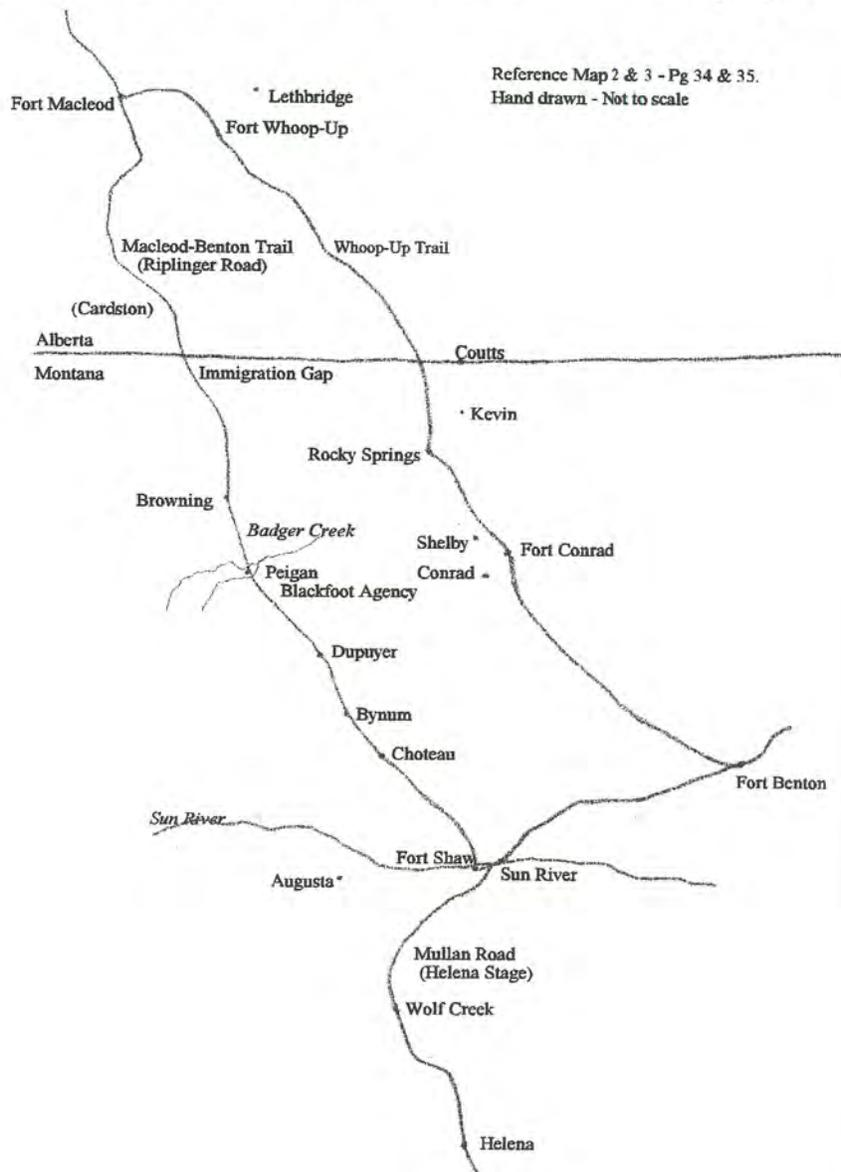 Reference Map 2 & 3 - Pg 34 & 35.
Hand drawn - Not to scale
Lethbridge
Fort Macleod
Fort Whoop-Up
Macleod-Benton Trail
(Riplinger Road)
Whoop-Up Trail
(Cardston)
Alberta
Coutts
Montana
Immigration Gap
Kevin
Rocky Springs
Browning
Badger Creek
Shelby
Fort Conrad
Peigan
Conrad
Blackfoot Agency
Dupuyer
Bynum
Choteau
Fort Benton
Sun River
Fort Shaw
Sun River
Augusta
Mullan Road
(Helena Stage)
Wolf Creek
Helena